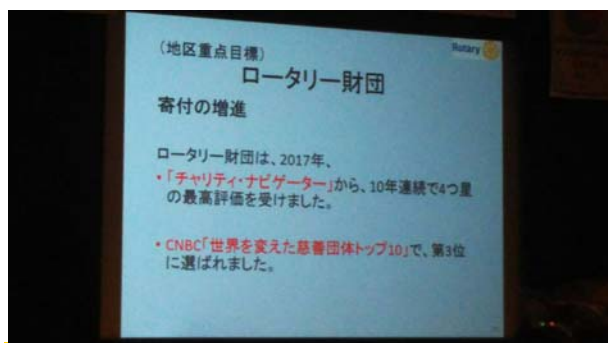 (地区重点目標)
Rotary
ロータリー財団
寄付の増進
ロータリー財団は、2017年、
・「チャリティ・ナビゲーター」から、10年連続で4つ星
の最高評価を受けました。
・CNBC「世界を変えた慈善団体トップ10」で、第3位
に選ばれました。